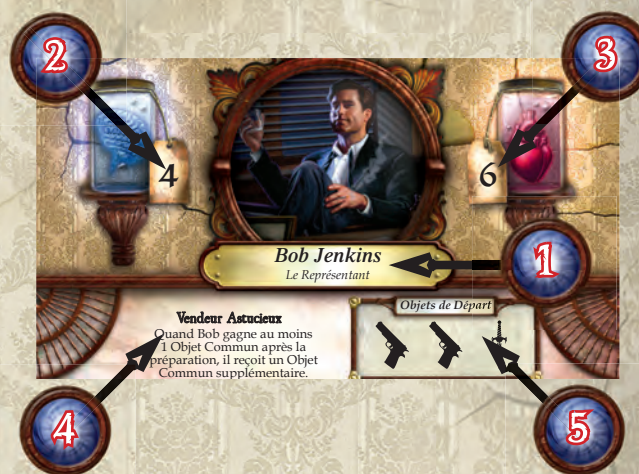 2
3
4
6
Bob Jenkins
Le Représentant
1
Objets de Départ
Vendeur Astucieux
Quand Bob gagne au moins
1 Objet Commun après la
préparation, il reçoit un Objet
Commun supplémentaire.
4
5